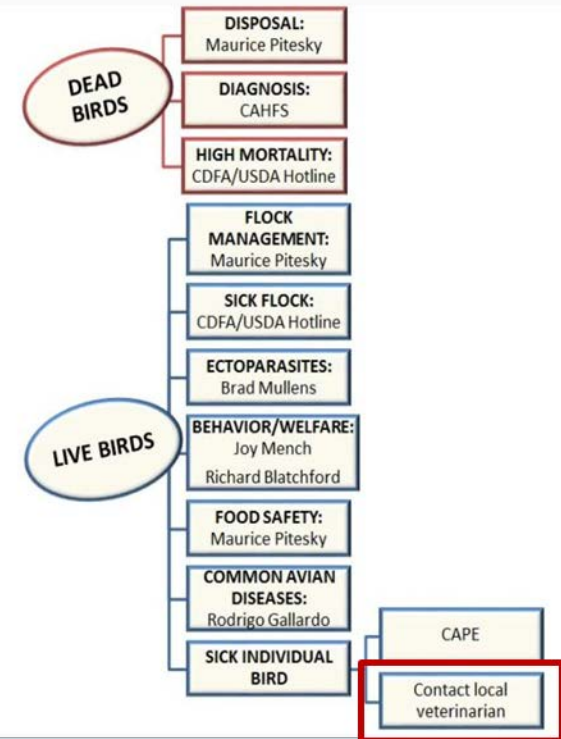 DEAD
BIRDS
DISPOSAL:
Maurice Pitesky
DIAGNOSIS:
CAHFS
HIGH MORTALITY:
CDFA/USDA Hotline
LIVE BIRDS
FLOCK
MANAGEMENT:
Maurice Pitesky
SICK FLOCK:
CDFA/USDA Hotline
ECTOPARASITES:
Brad Mullens
BEHAVIOR/WELFARE:
Joy Mench
Richard Blatchford
FOOD SAFETY:
Maurice Pitesky
COMMON AVIAN
DISEASES:
Rodrigo Gallardo
SICK INDIVIDUAL
BIRD
CAPE
Contact local
veterinarian